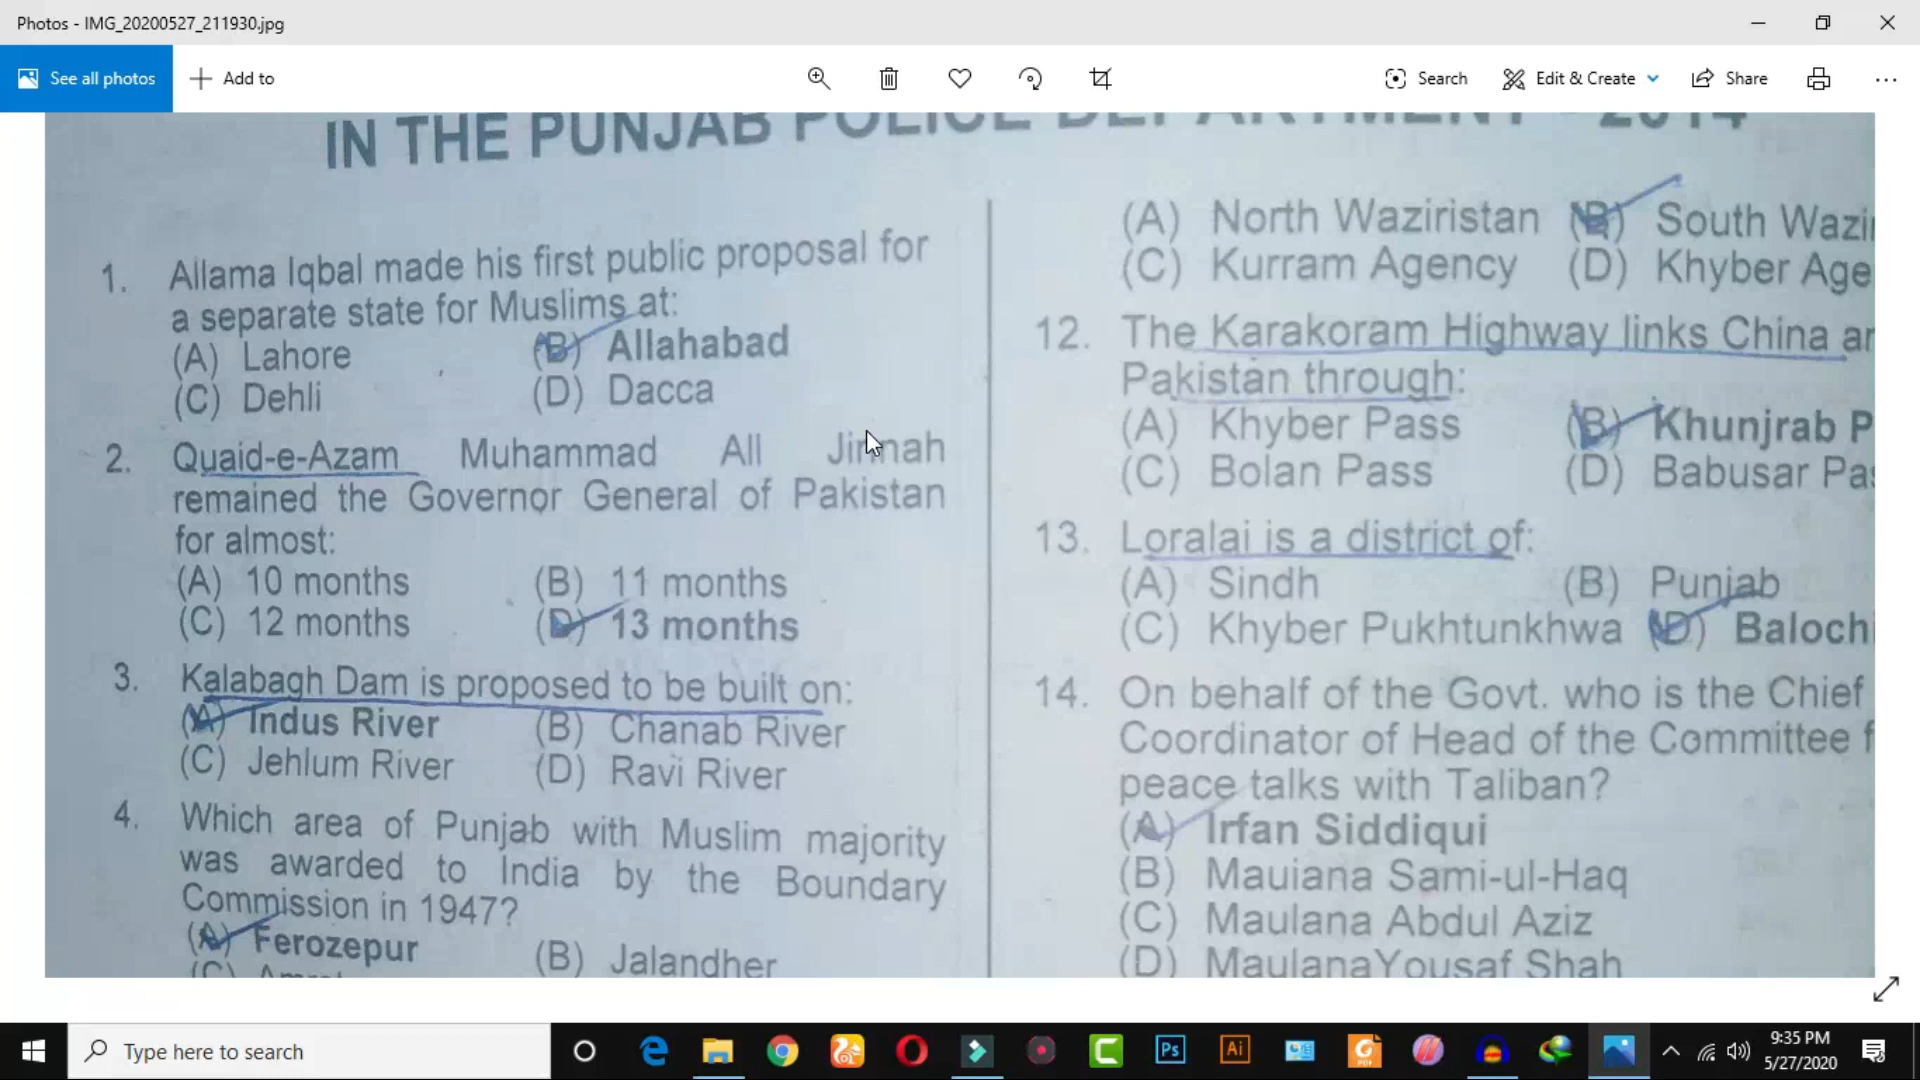 Photos - IMG_20200527_211930.jpg
See all photos
Add to
Search
Edit & Create
Share
IN THE PUNJAB POLICE DEPARTMENT - 2014
1. Allama Iqbal made his first public proposal for
a separate state for Muslims at:
(A) Lahore (B) Allahabad
(C) Dehli (D) Dacca
2. Quaid-e-Azam Muhammad All Jinnah
remained the Governor General of Pakistan
for almost:
(A) 10 months (B) 11 months
(C) 12 months (D) 13 months
3. Kalabagh Dam is proposed to be built on:
(A) Indus River (B) Chanab River
(C) Jehlum River (D) Ravi River
4. Which area of Punjab with Muslim majority
was awarded to India by the Boundary
Commission in 1947?
(A) Ferozepur (B) Jalandher
(C)
(A) North Waziristan (B) South Wazi
(C) Kurram Agency (D) Khyber Age
12. The Karakoram Highway links China an
Pakistan through:
(A) Khyber Pass (B) Khunjrab P
(C) Bolan Pass (D) Babusar Pas
13. Loralai is a district of:
(A) Sindh (B) Punjab
(C) Khyber Pukhtunkhwa (D) Balochi
14. On behalf of the Govt. who is the Chief
Coordinator of Head of the Committee f
peace talks with Taliban?
(A) Irfan Siddiqui
(B) Mauiana Sami-ul-Haq
(C) Maulana Abdul Aziz
(D) MaulanaYousaf Shah
Type here to search
Ps
Ai
9:35 PM
5/27/2020